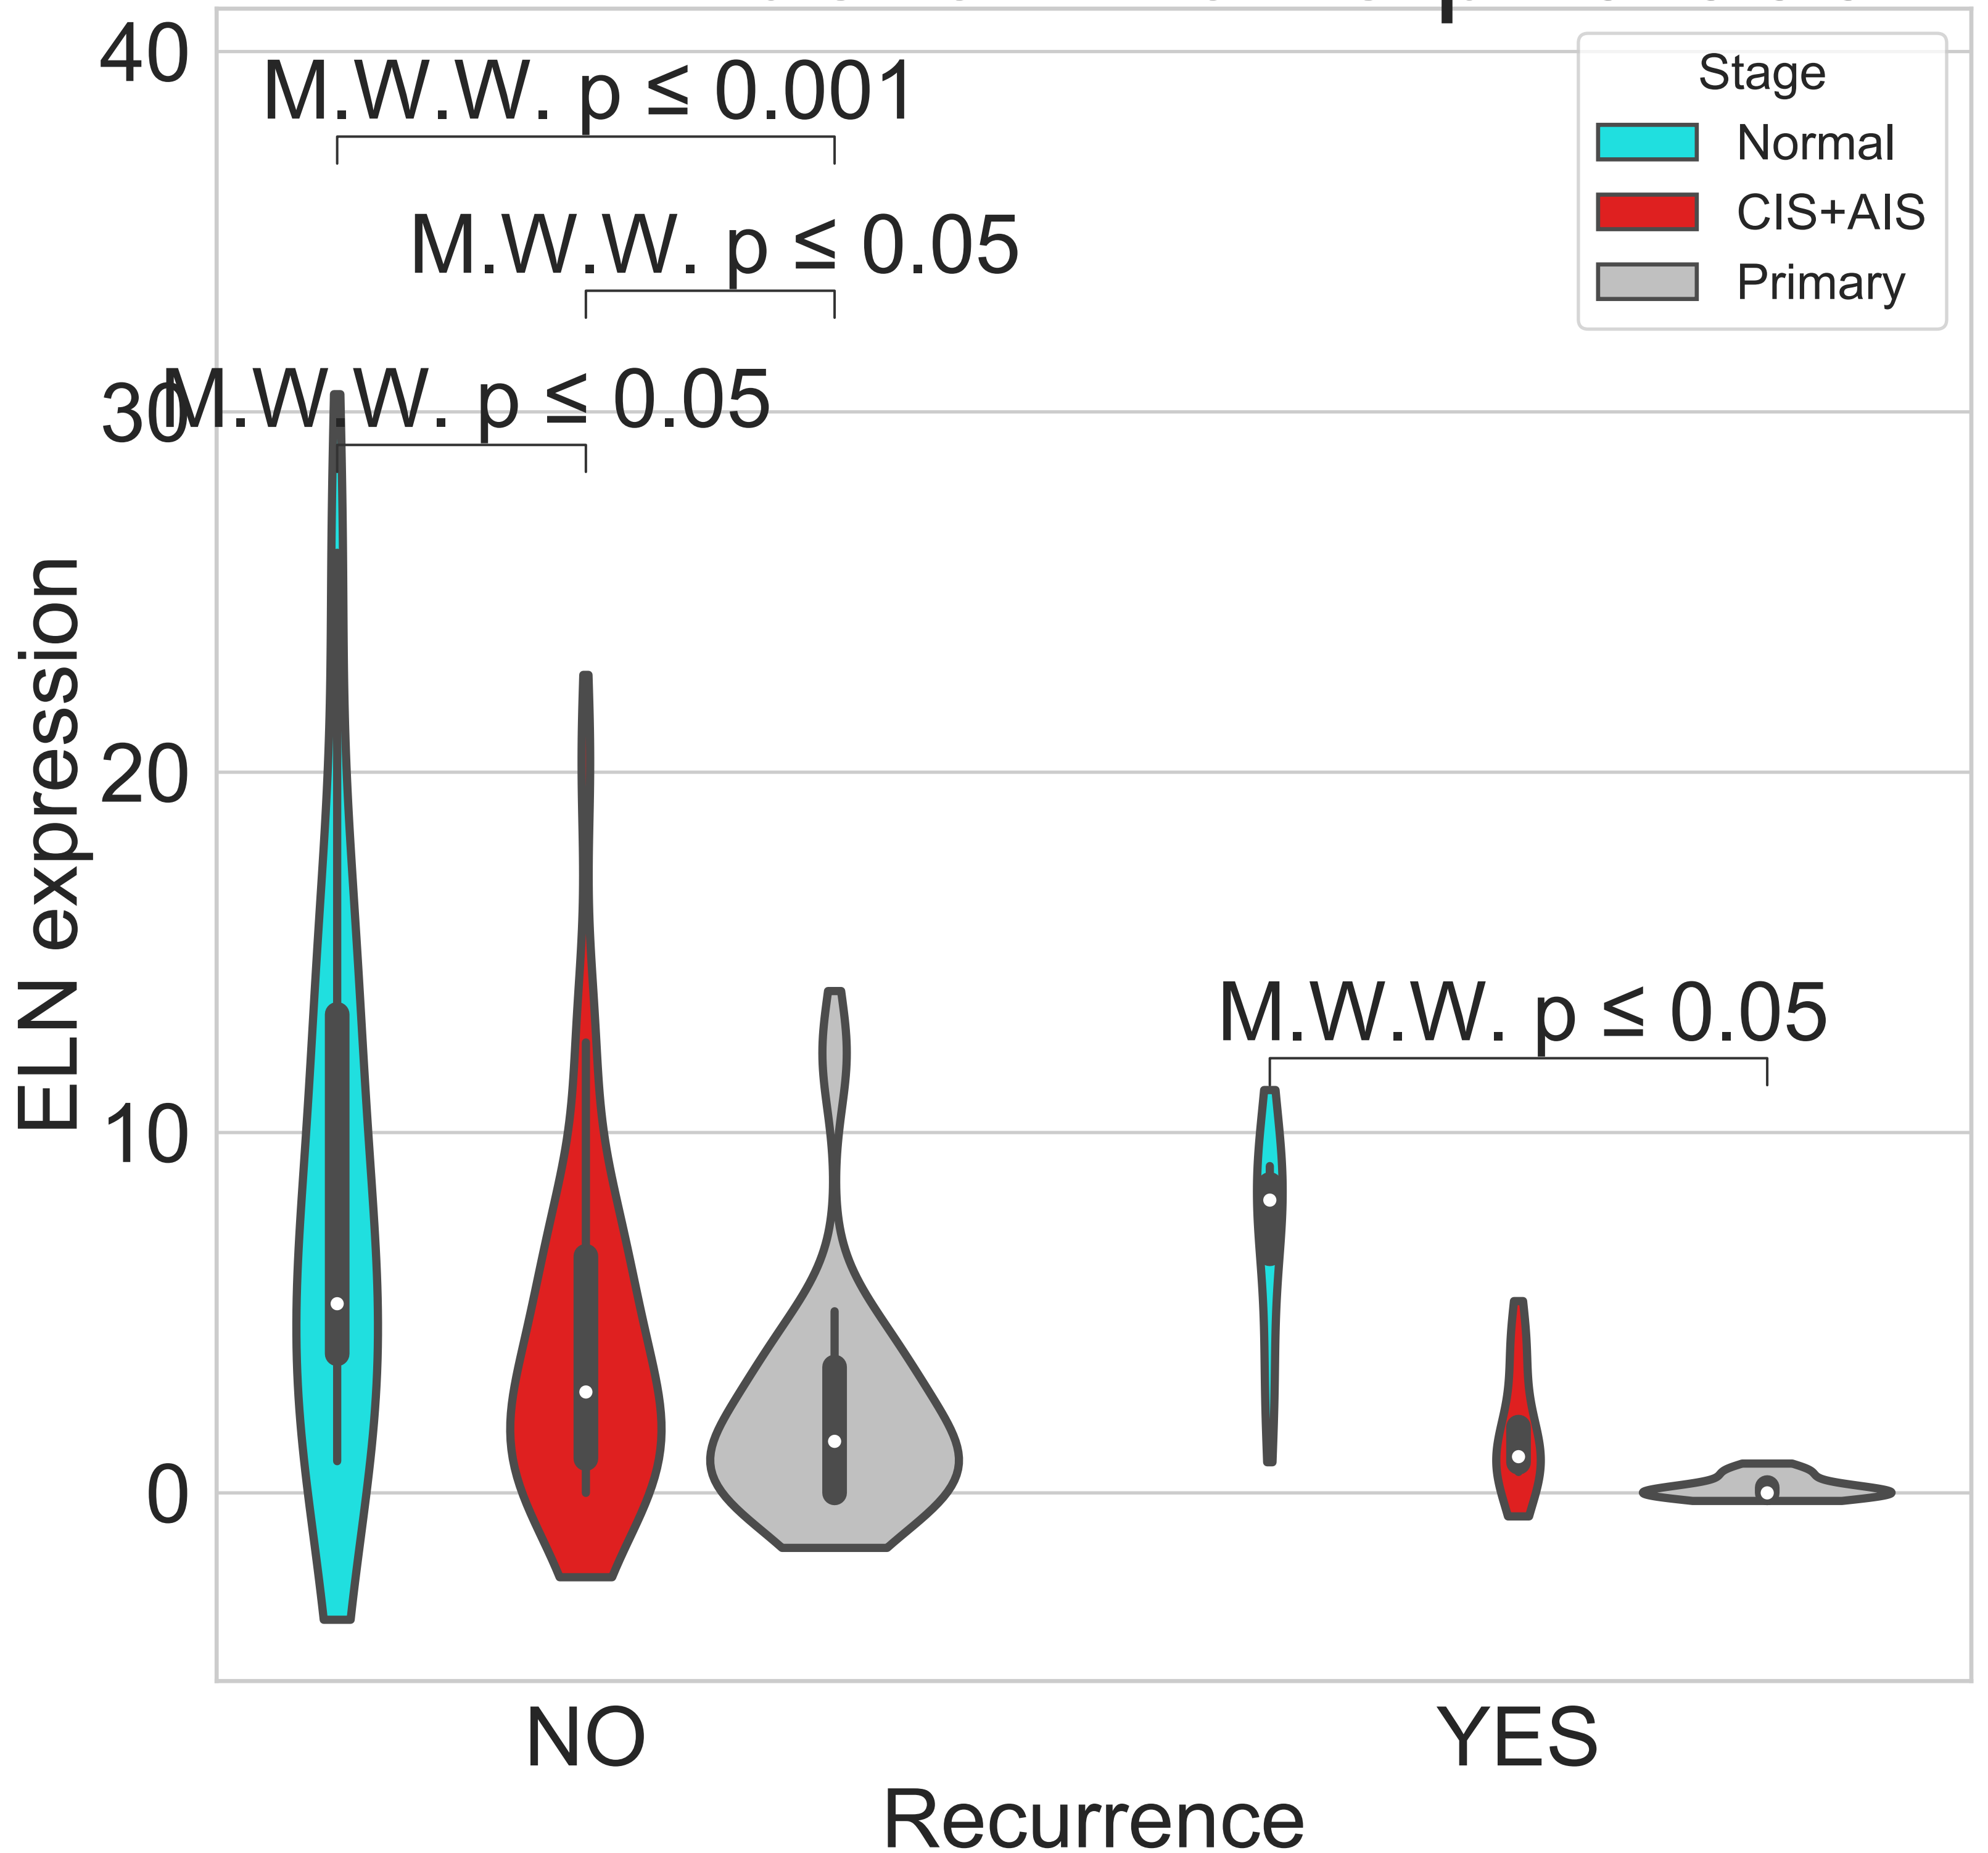 40
M.W.W. p ≤ 0.001
Stage
Normal
CIS+AIS
Primary
M.W.W. p ≤ 0.05
30
M.W.W. p ≤ 0.05
ELN expression
20
M.W.W. p ≤ 0.05
10
0
NO
YES
Recurrence